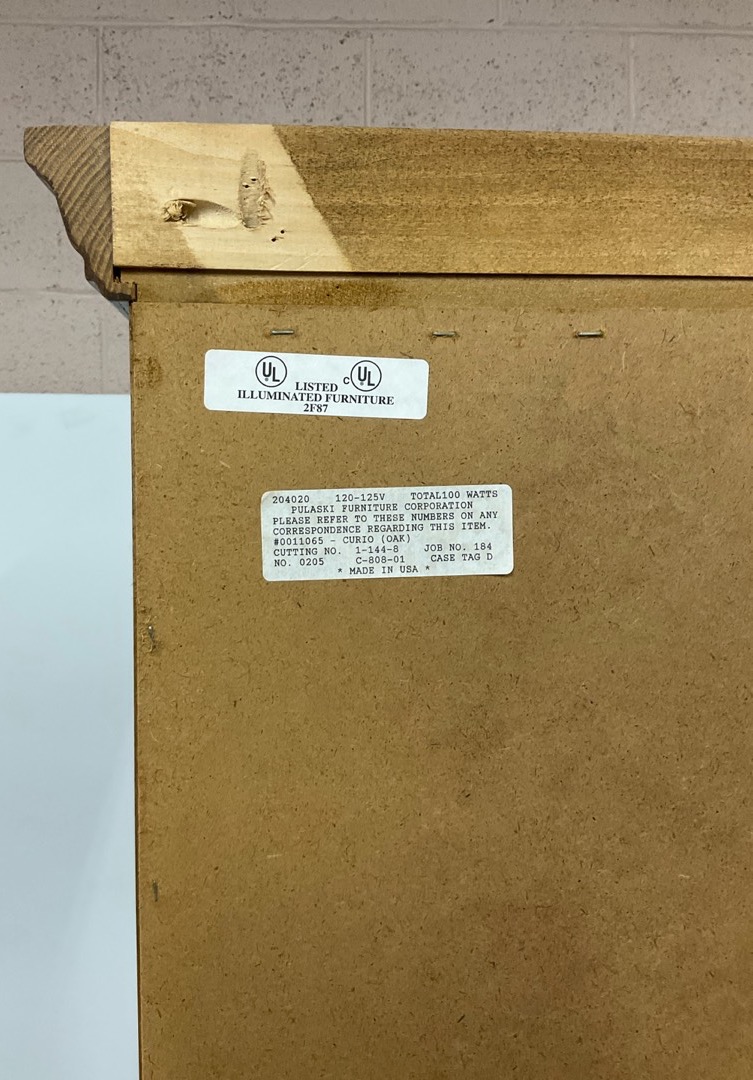 UL LISTED c UL
ILLUMINATED FURNITURE
2F87
204020 120-125V TOTAL100 WATTS
PULASKI FURNITURE CORPORATION
PLEASE REFER TO THESE NUMBERS ON ANY
CORRESPONDENCE REGARDING THIS ITEM.
#0011065 - CURIO (OAK)
CUTTING NO. 1-144-8 JOB NO. 184
NO. 0205 C-808-01 CASE TAG D
* MADE IN USA *